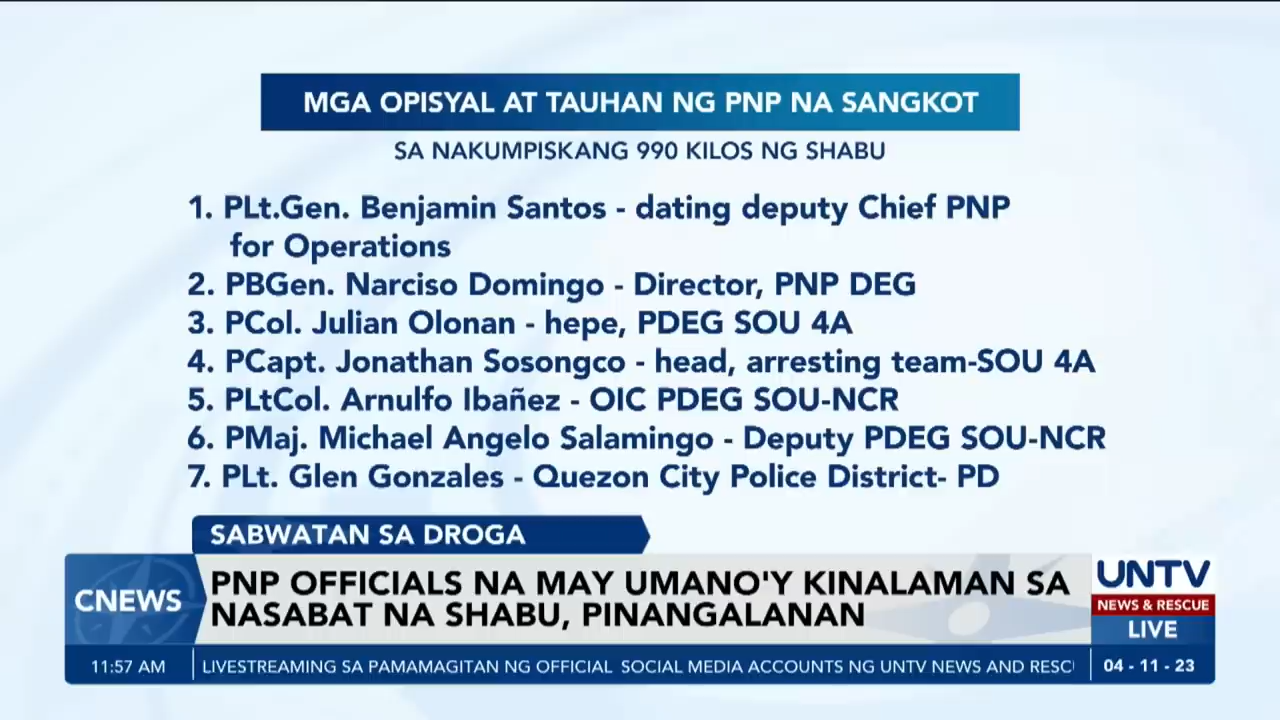 MGA OPISYAL AT TAUHAN NG PNP NA SANGKOT
SA NAKUMPISKANG 990 KILOS NG SHABU
1. PLt.Gen. Benjamin Santos - dating deputy Chief PNP
for Operations
2. PBGen. Narciso Domingo - Director, PNP DEG
3. PCol. Julian Olonan - hepe, PDEG SOU 4A
4. PCapt. Jonathan Sosongco - head, arresting team-SOU 4A
5. PLtCol. Arnulfo Ibañez - OIC PDEG SOU-NCR
6. PMaj. Michael Angelo Salamingo - Deputy PDEG SOU-NCR
7. PLt. Glen Gonzales - Quezon City Police District- PD
SABWATAN SA DROGA
CNEWS
PNP OFFICIALS NA MAY UMANO'Y KINALAMAN SA
NASABAT NA SHABU, PINANGALANAN
UNTV
NEWS & RESCUE
LIVE
11:57 AM
LIVESTREAMING SA PAMAMAGITAN NG OFFICIAL SOCIAL MEDIA ACCOUNTS NG UNTV NEWS AND
04 - 11 - 23